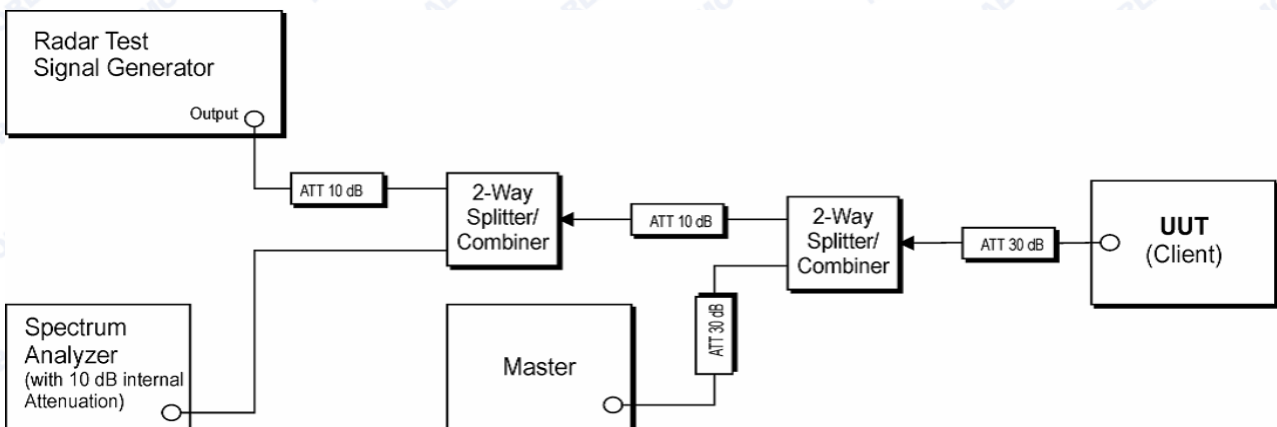 Radar Test
Signal Generator
Output
ATT 10 dB
2-Way
Splitter/
Combiner
ATT 10 dB
2-Way
Splitter/
Combiner
ATT 30 dB
UUT
(Client)
Spectrum
Analyzer
(with 10 dB internal
Attenuation)
Master
ATT 30 dB